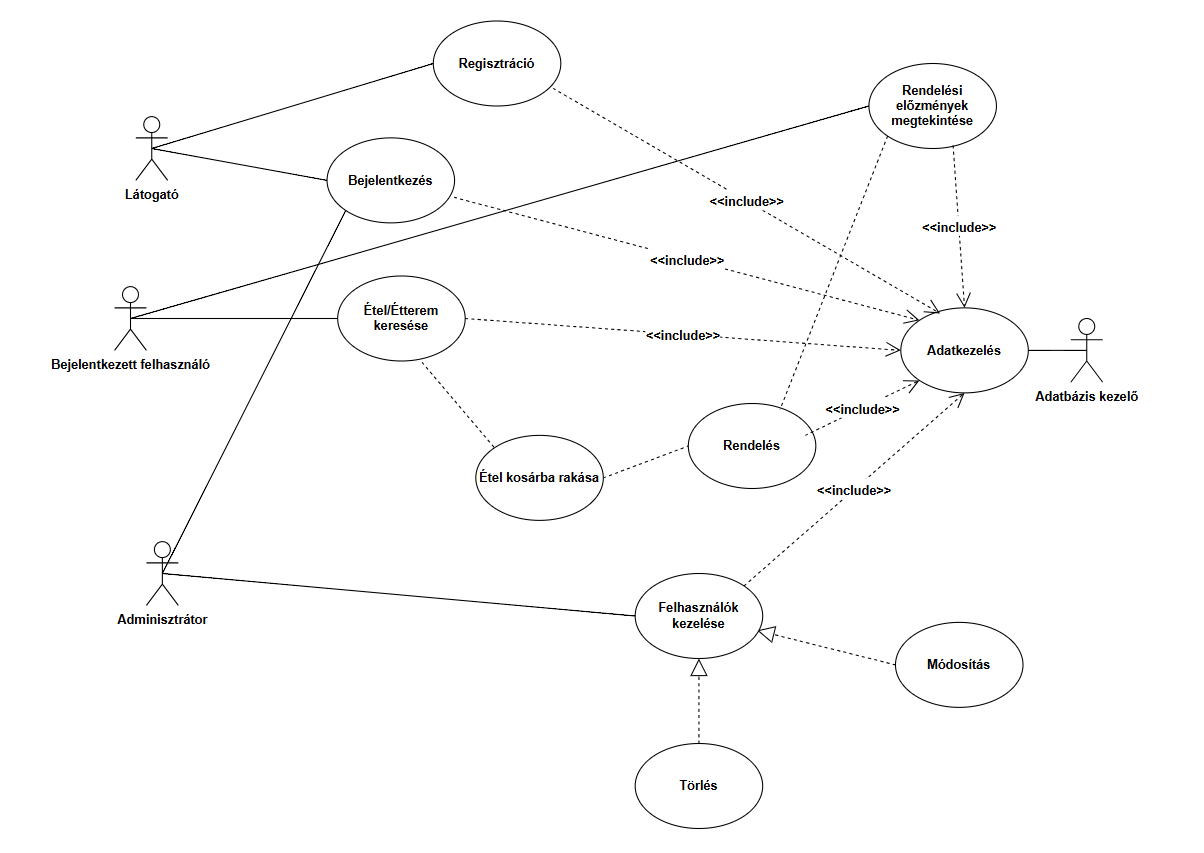 Regisztráció
Rendelési
előzmények
megtekintése
Látogató
Bejelentkezés
<<include>>
<<include>>
<<include>>
Étel/Étterem
keresése
<<include>>
Adatkezelés
Bejelentkezett felhasználó
Adatbázis kezelő
<<include>>
Rendelés
Étel kosárba rakása
<<include>>
Adminisztrátor
Felhasználók
kezelése
Módosítás
Törlés